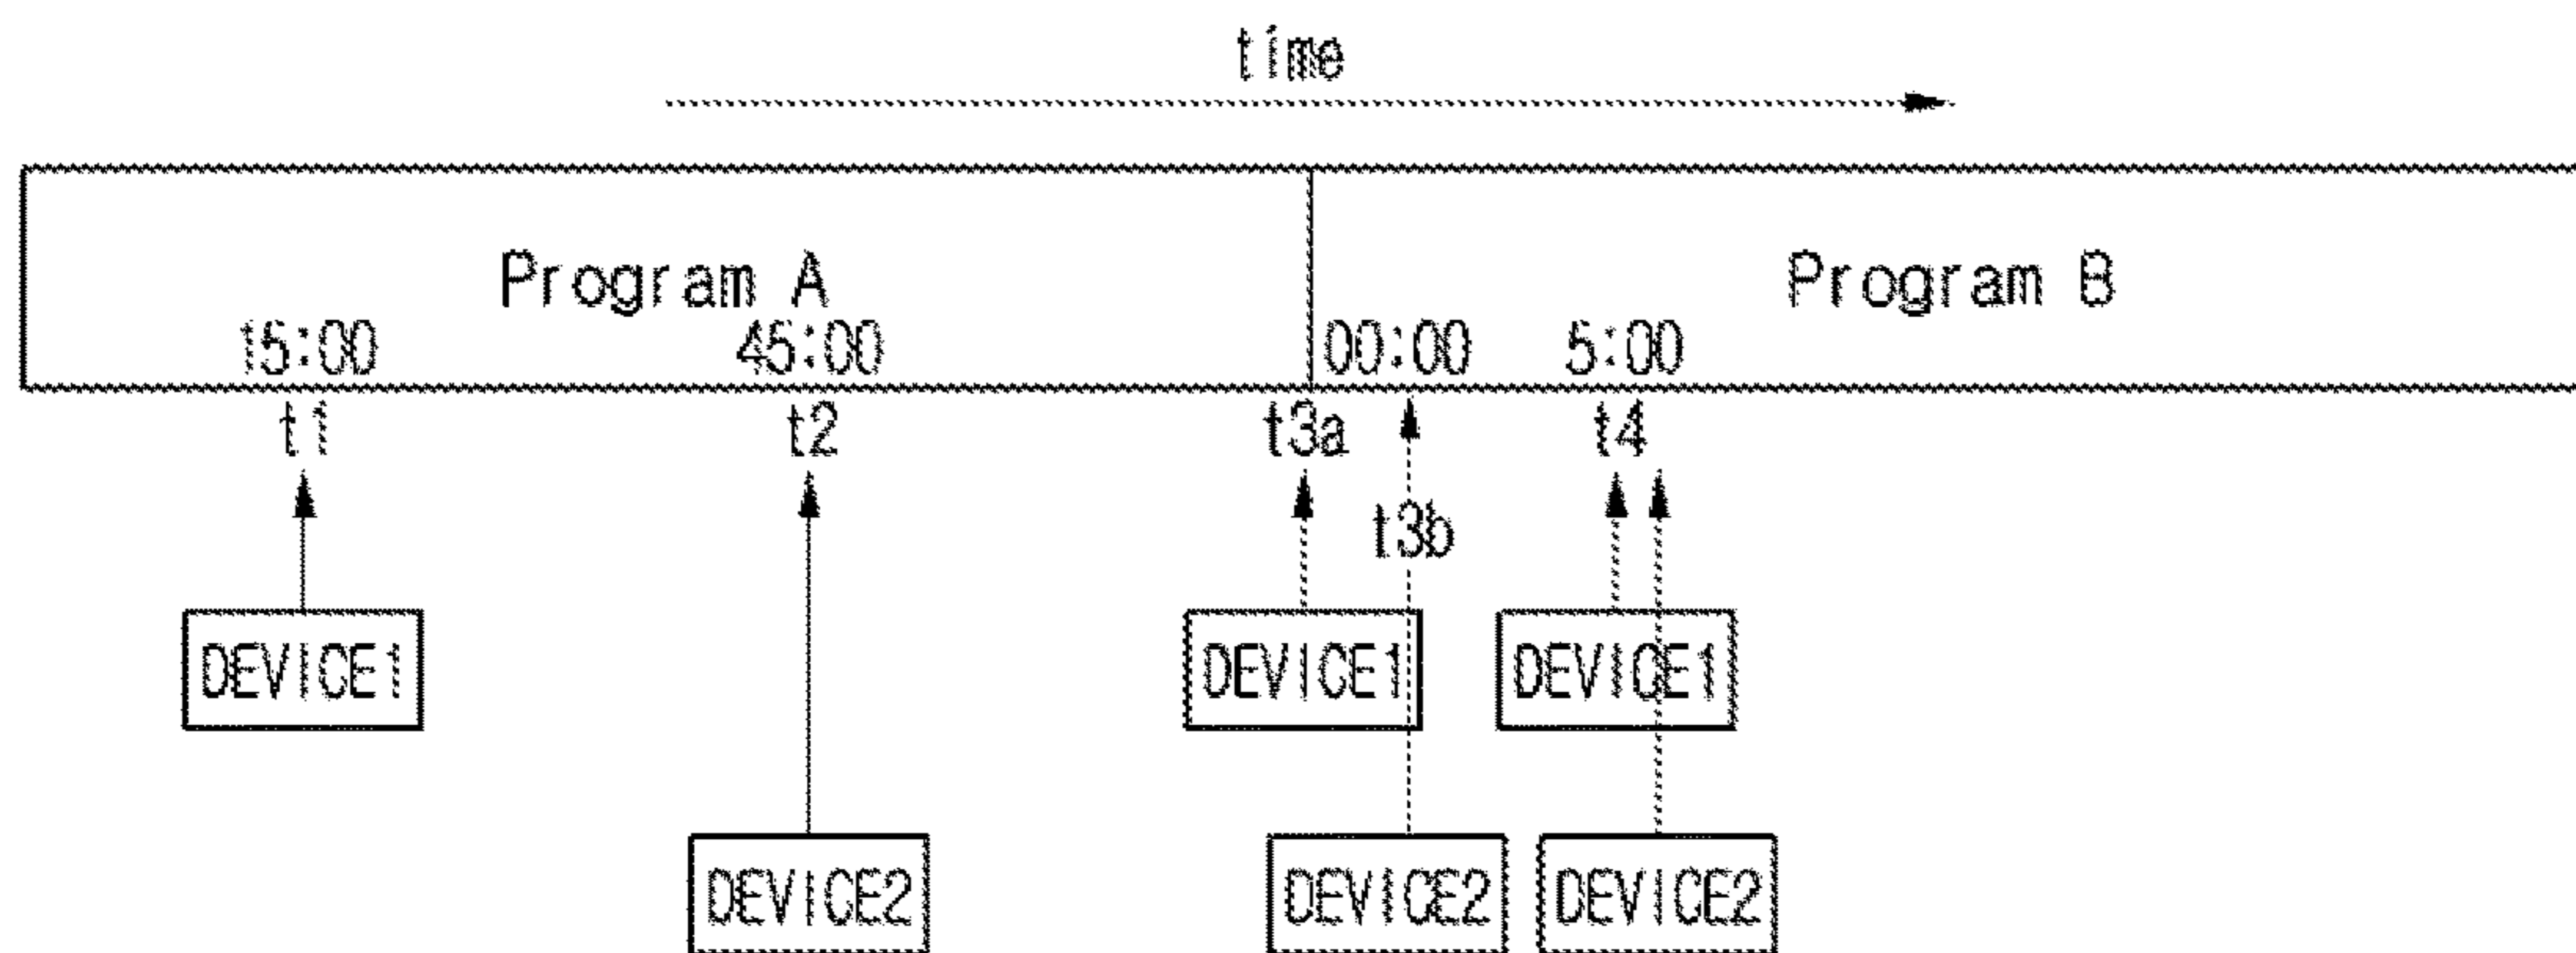 time
Program A Program B
15:00 45:00 00:00 5:00
t1 t2 t3a t4
t3b
DEVICE1 DEVICE1 DEVICE1
DEVICE2 DEVICE2 DEVICE2